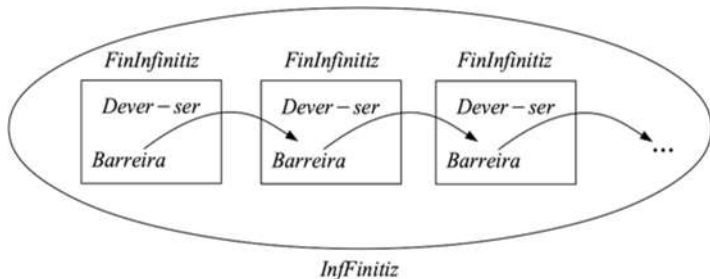 FinInfinitiz FinInfinitiz FinInfinitiz
Dever – ser Dever – ser Dever – ser
Barreira Barreira Barreira ...
InfFinitiz